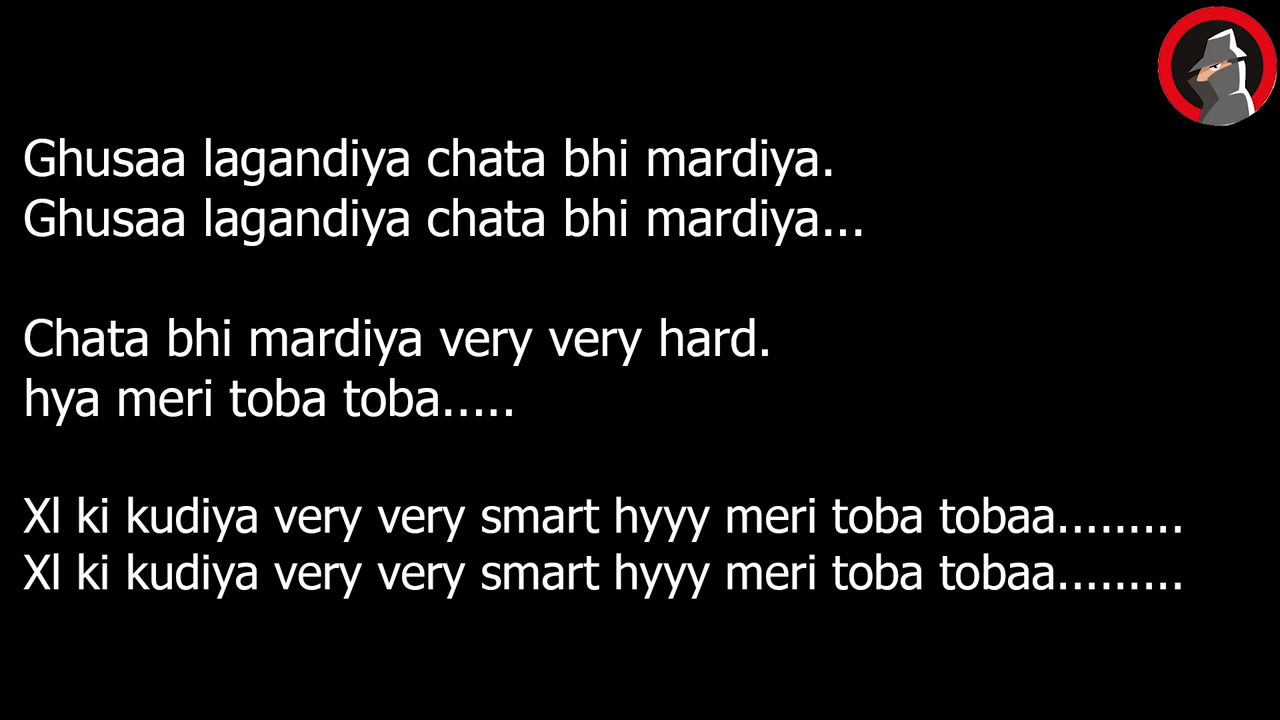 Ghusaa lagandiya chata bhi mardiya.
Ghusaa lagandiya chata bhi mardiya...
Chata bhi mardiya very very hard.
hya meri toba toba.....
Xl ki kudiya very very smart hyyy meri toba tobaa.........
Xl ki kudiya very very smart hyyy meri toba tobaa.........